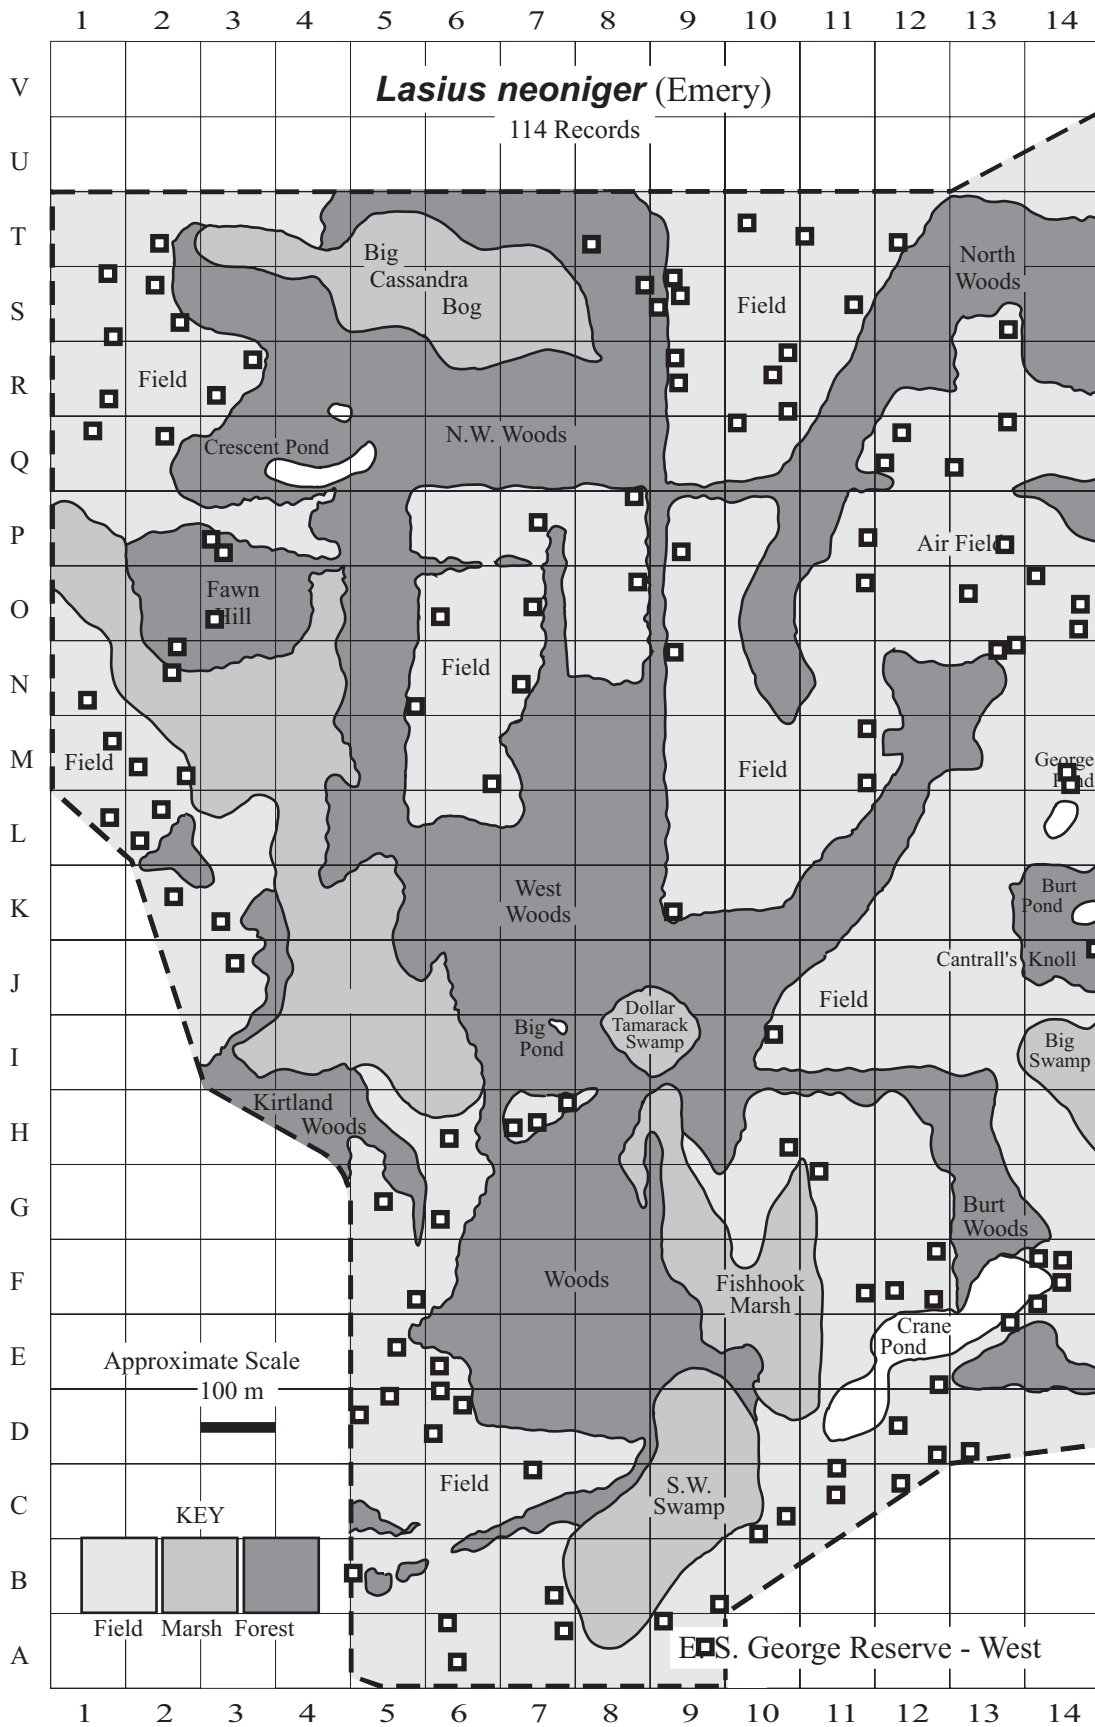 1 2 3 4 5 6 7 8 9 10 11 12 13 14
V
Lasius neoniger (Emery)
114 Records
U
T
Big
Cassandra
Bog
North
Woods
S
Field
R
Field
N.W. Woods
Crescent Pond
Q
P
Air Field
Fawn
Hill
O
Field
N
M
Field
Field
George
Pond
L
K
West
Woods
Burt
Pond
Cantrall's Knoll
J
Field
Dollar
Tamarack
Swamp
Big
Pond
Big
Swamp
I
Kirtland
Woods
H
G
Burt
Woods
F
Woods
Fishhook
Marsh
Crane
Pond
E
Approximate Scale
100 m
D
Field
S.W.
Swamp
C
KEY
B
Field Marsh Forest
A
E. S. George Reserve - West
1 2 3 4 5 6 7 8 9 10 11 12 13 14